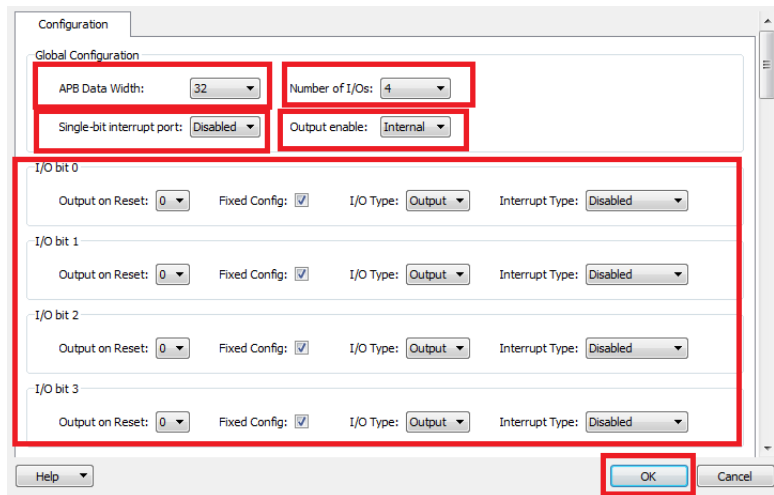 Configuration
Global Configuration
APB Data Width: 32 Number of I/Os: 4
Single-bit interrupt port: Disabled Output enable: Internal
I/O bit 0
Output on Reset: 0 Fixed Config: I/O Type: Output Interrupt Type: Disabled
I/O bit 1
Output on Reset: 0 Fixed Config: I/O Type: Output Interrupt Type: Disabled
I/O bit 2
Output on Reset: 0 Fixed Config: I/O Type: Output Interrupt Type: Disabled
I/O bit 3
Output on Reset: 0 Fixed Config: I/O Type: Output Interrupt Type: Disabled
Help OK Cancel